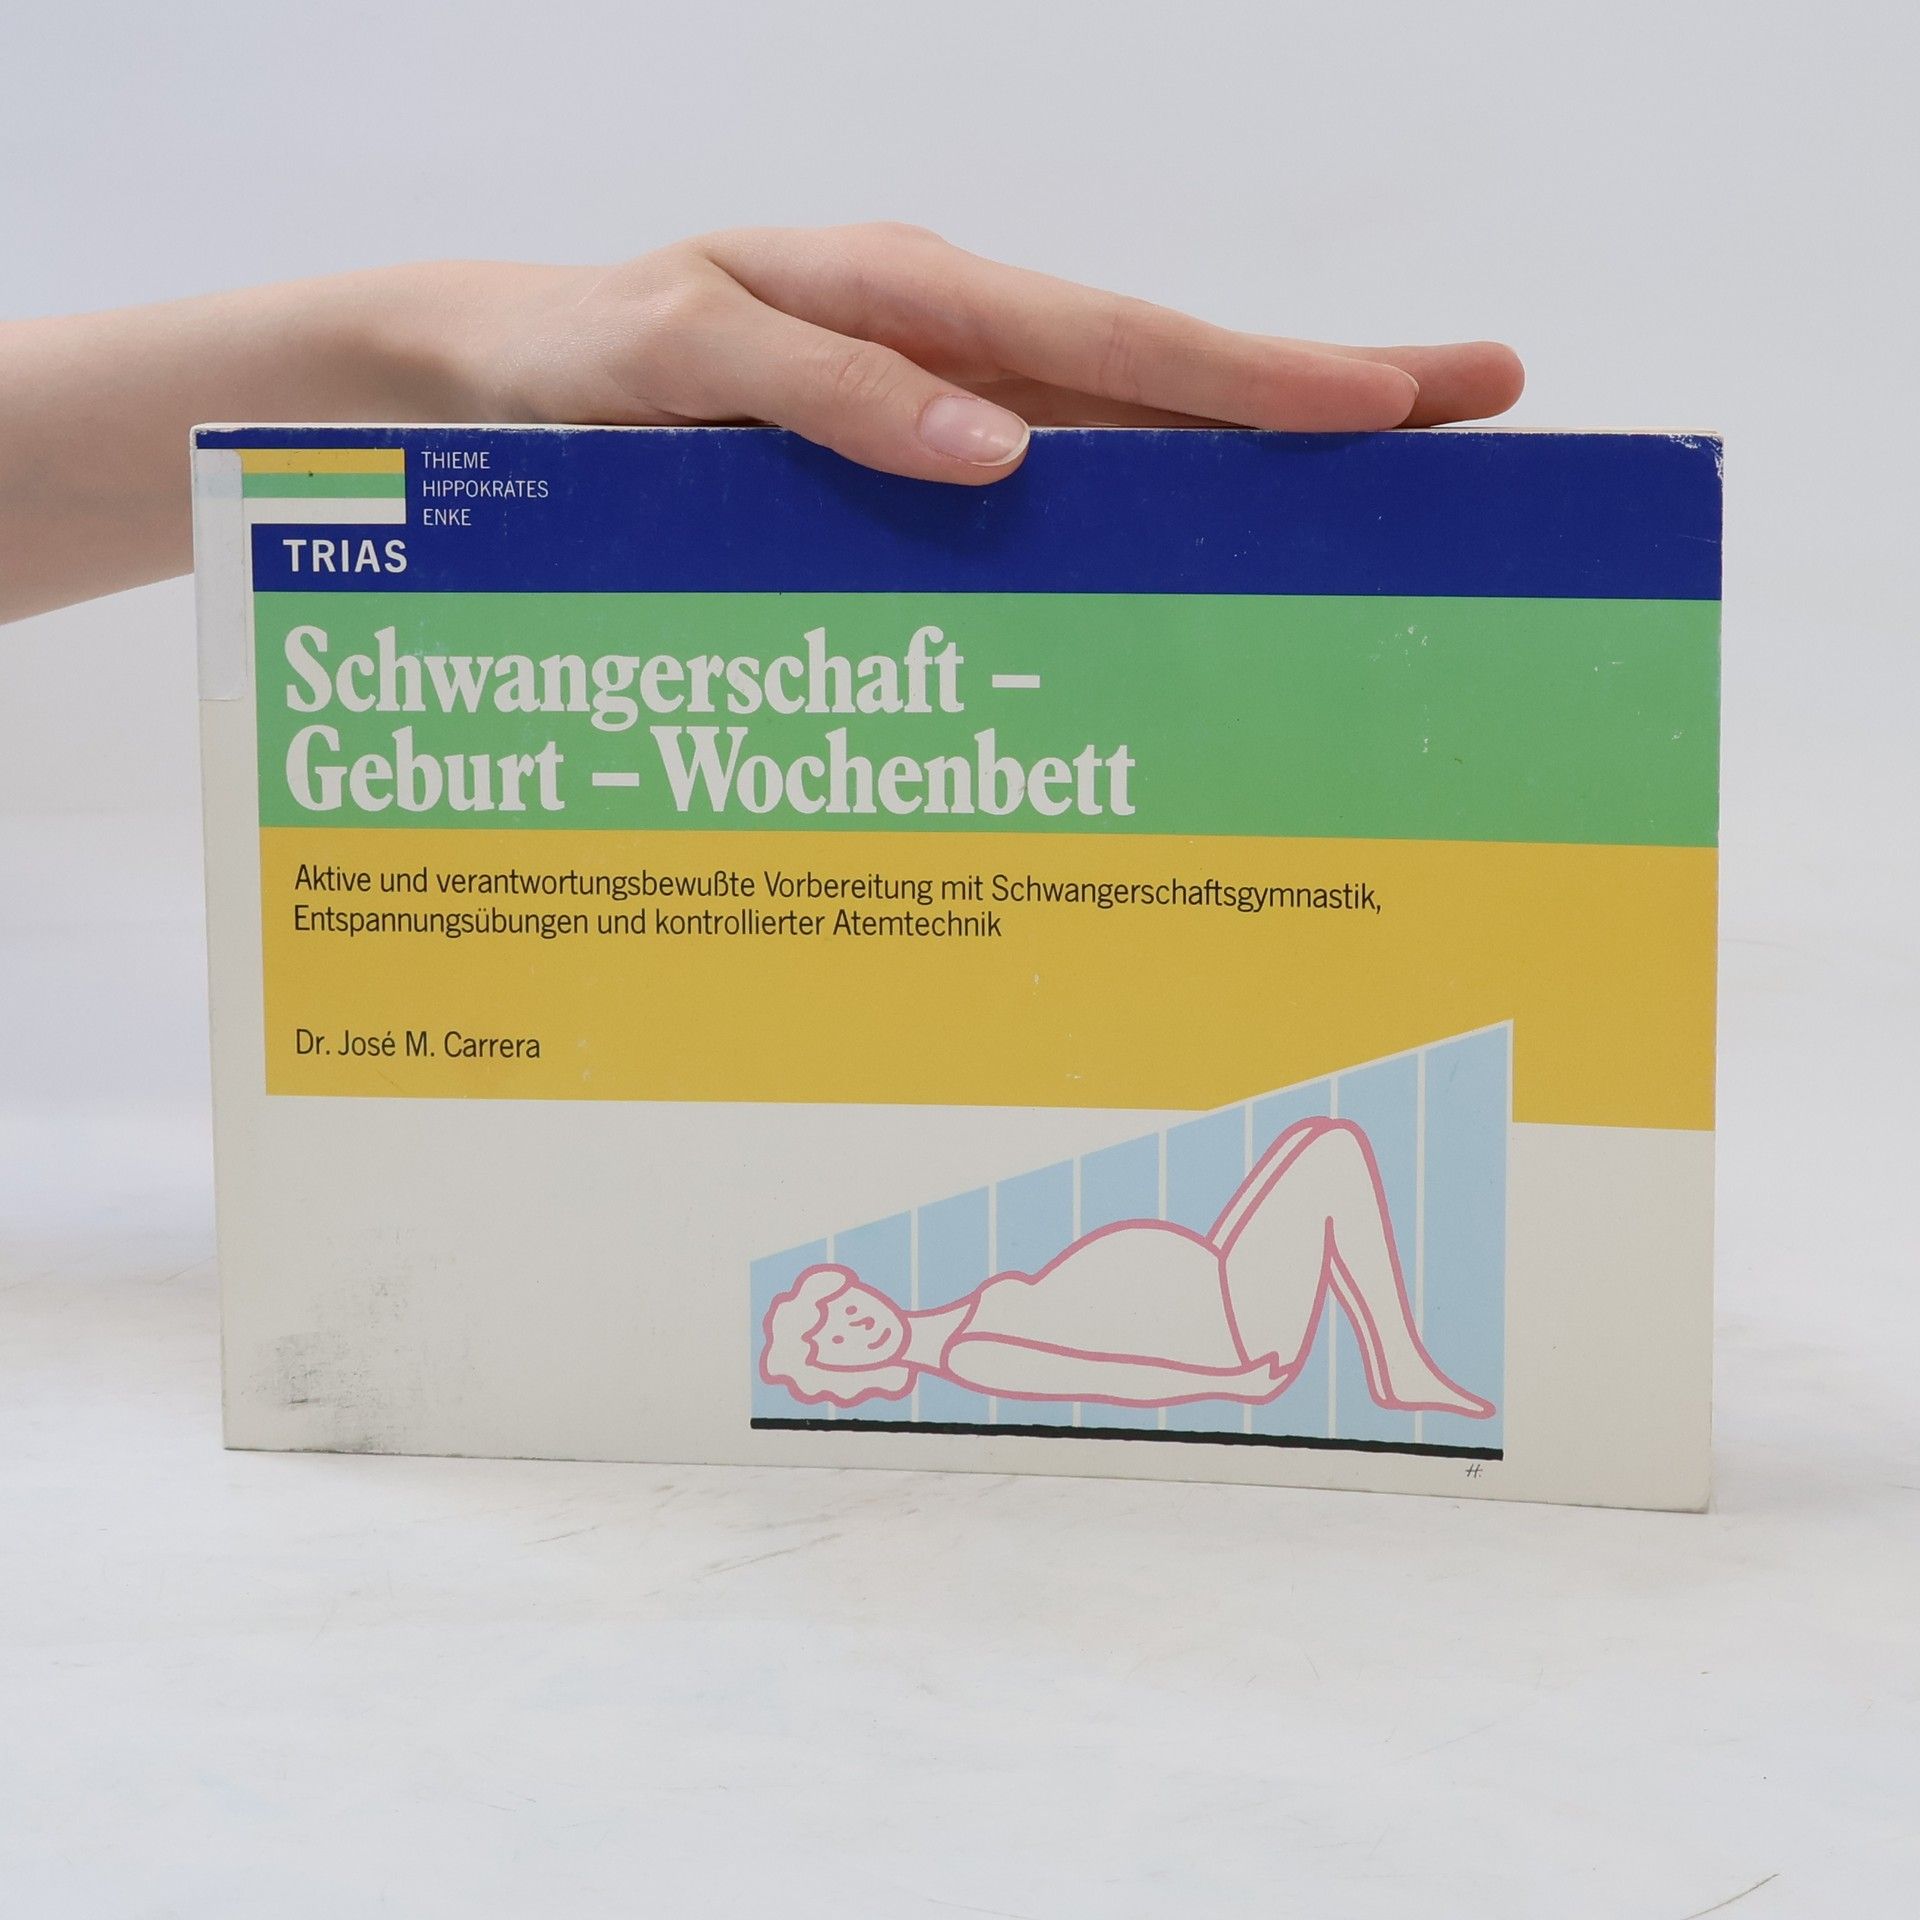 THIEME
HIPPOKRATES
ENKE
TRIAS
Schwangerschaft –
Geburt – Wochenbett
Aktive und verantwortungsbewußte Vorbereitung mit Schwangerschaftsgymnastik,
Entspannungsübungen und kontrollierter Atemtechnik
Dr. José M. Carrera
H.